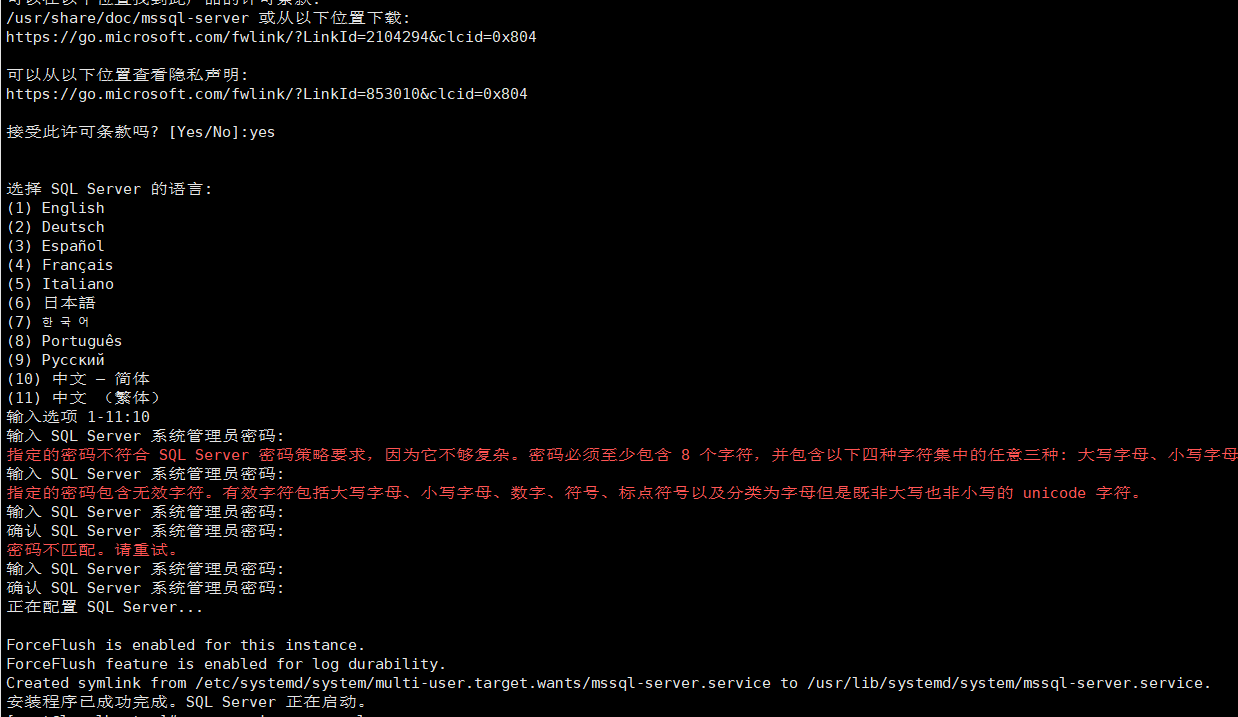 可以在以下位置找到此产品的许可条款:
/usr/share/doc/mssql-server 或从以下位置下载:
https://go.microsoft.com/fwlink/?LinkId=2104294&clcid=0x804
可以从以下位置查看隐私声明:
https://go.microsoft.com/fwlink/?LinkId=853010&clcid=0x804
接受此许可条款吗? [Yes/No]:yes
选择 SQL Server 的语言:
(1) English
(2) Deutsch
(3) Español
(4) Français
(5) Italiano
(6) 日本語
(7) 한국어
(8) Português
(9) Русский
(10) 中文 – 简体
(11) 中文 （繁体）
输入选项 1-11:10
输入 SQL Server 系统管理员密码:
指定的密码不符合 SQL Server 密码策略要求，因为它不够复杂。密码必须至少包含 8 个字符，并包含以下四种字符集中的任意三种: 大写字母、小写字母
输入 SQL Server 系统管理员密码:
指定的密码包含无效字符。有效字符包括大写字母、小写字母、数字、符号、标点符号以及分类为字母但是既非大写也非小写的 unicode 字符。
输入 SQL Server 系统管理员密码:
确认 SQL Server 系统管理员密码:
密码不匹配。请重试。
输入 SQL Server 系统管理员密码:
确认 SQL Server 系统管理员密码:
正在配置 SQL Server...
ForceFlush is enabled for this instance.
ForceFlush feature is enabled for log durability.
Created symlink from /etc/systemd/system/multi-user.target.wants/mssql-server.service to /usr/lib/systemd/system/mssql-server.service.
安装程序已成功完成。SQL Server 正在启动。